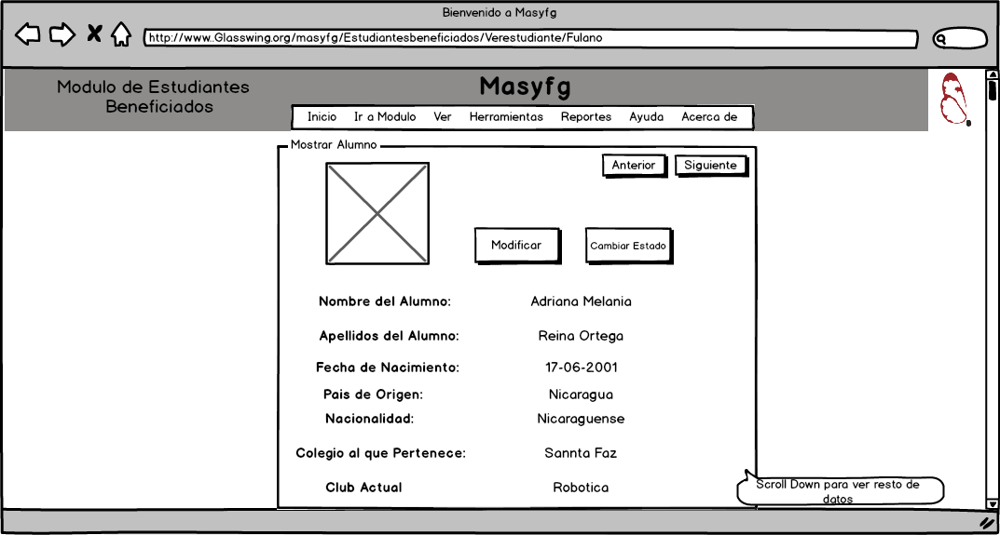 Bienvenido a Masyfg
http://www..Glasswing.org/masyfg/Estudiantesbeneficiados/Verestudiante/Fulano
Modulo de Estudiantes
Beneficiados
Masyfg
Inicio Ir a Modulo Ver Herramientas Reportes Ayuda Acerca de
Mostrar Alumno
Anterior Siguiente
Modificar Cambiar Estado
Nombre del Alumno: Adriana Melania
Apellidos del Alumno: Reina Ortega
Fecha de Nacimiento: 17-06-2001
Pais de Origen: Nicaragua
Nacionalidad: Nicaraguense
Colegio al que Pertenece: Sannta Faz
Club Actual Robotica
Scroll Down para ver resto de
datos